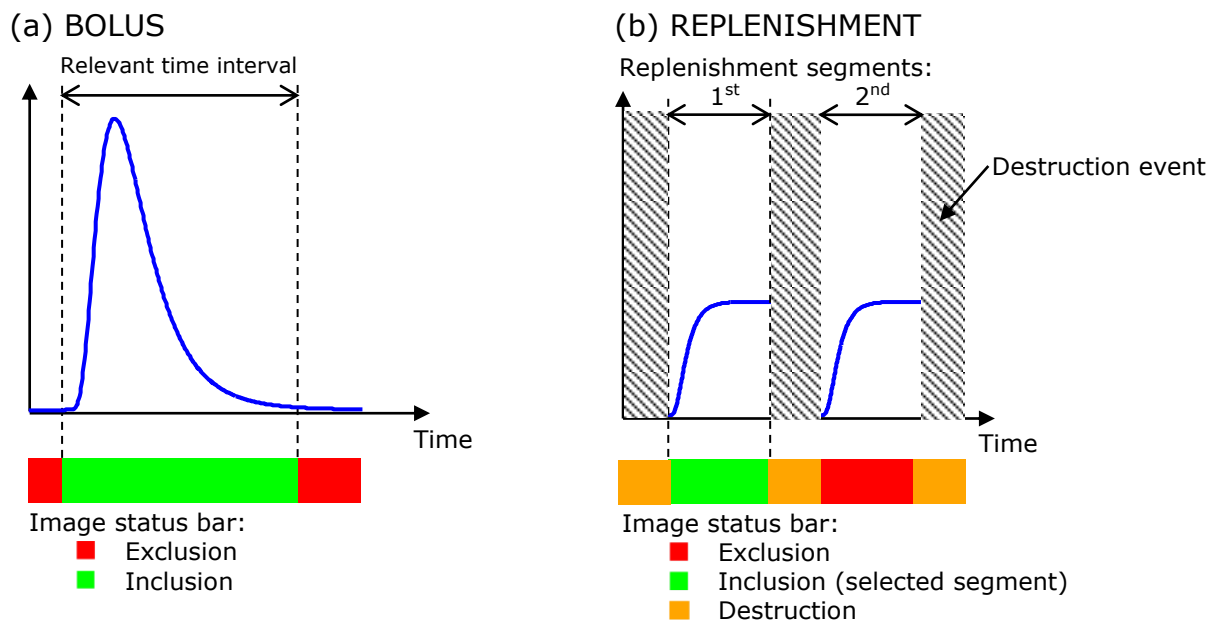 (a) BOLUS
Relevant time interval
Time
Image status bar:
Exclusion
Inclusion
(b) REPLENISHMENT
Replenishment segments:
1st
2nd
Destruction event
Time
Image status bar:
Exclusion
Inclusion (selected segment)
Destruction